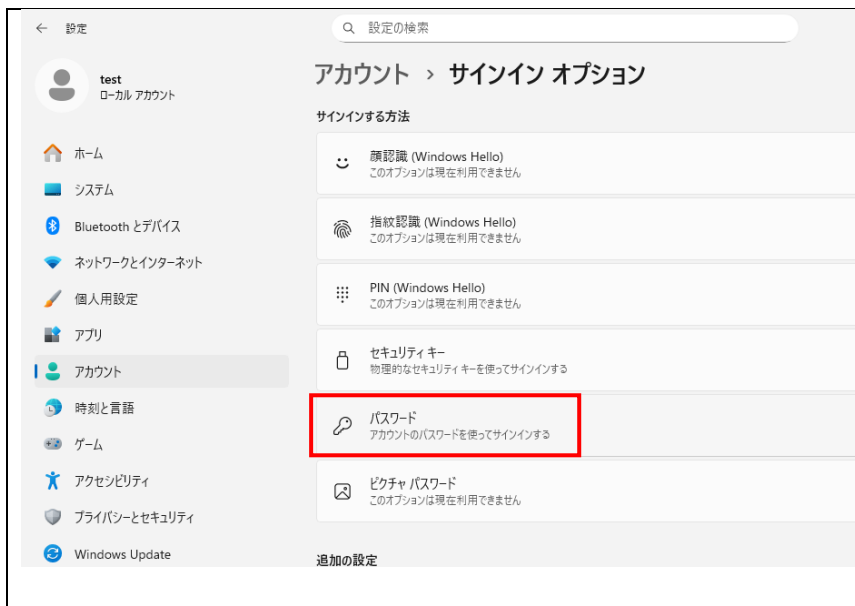 設定
設定の検索
test
ローカル アカウント
ホーム
システム
Bluetooth とデバイス
ネットワークとインターネット
個人用設定
アプリ
アカウント
時刻と言語
ゲーム
アクセシビリティ
プライバシーとセキュリティ
Windows Update
アカウント › サインイン オプション
サインインする方法
顔認識 (Windows Hello)
このオプションは現在利用できません
指紋認識 (Windows Hello)
このオプションは現在利用できません
PIN (Windows Hello)
このオプションは現在利用できません
セキュリティ キー
物理的なセキュリティ キーを使ってサインインする
パスワード
アカウントのパスワードを使ってサインインする
ピクチャ パスワード
このオプションは現在利用できません
追加の設定